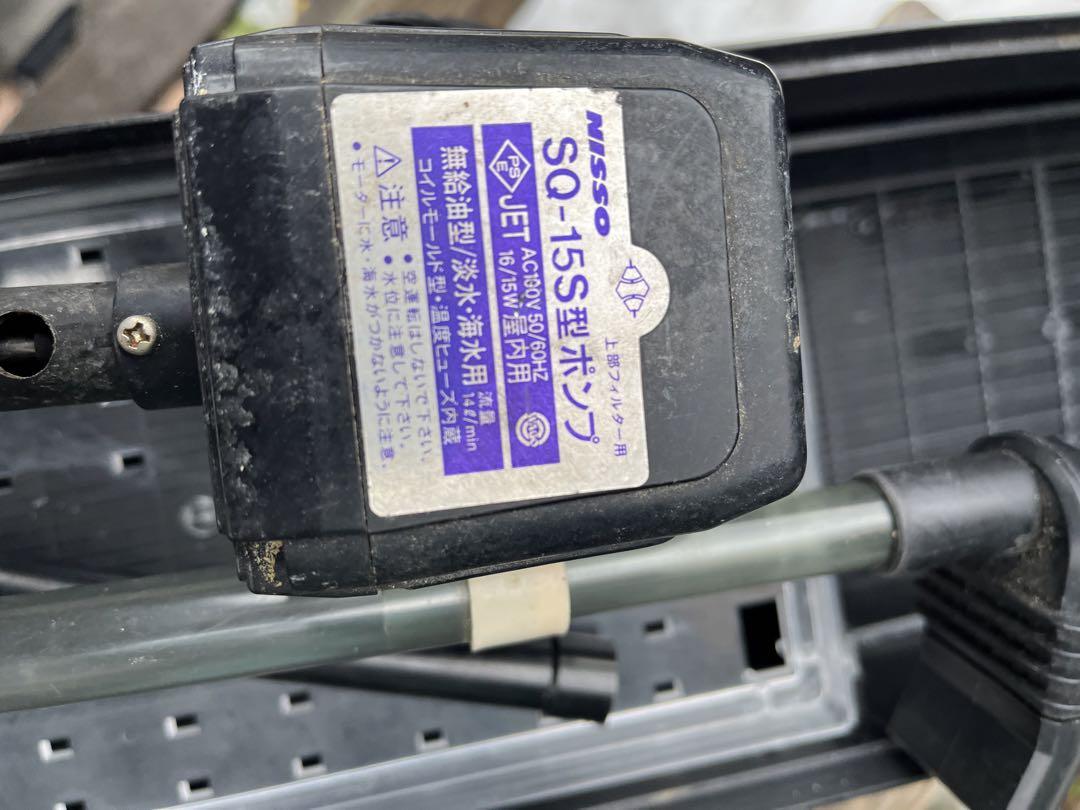 上部フィルター用
NISSO
SQ-15S型ポンプ
PS
E
JET AC100V 50/60HZ
16/15W 屋内用
無給油型/淡水・海水用 流量
14ℓ/min
コイルモールド型・温度ヒューズ内蔵
⚠注意 ●空運転はしないで下さい。
●水位に注意して下さい。
●モーターに水・海水がつかないように注意。